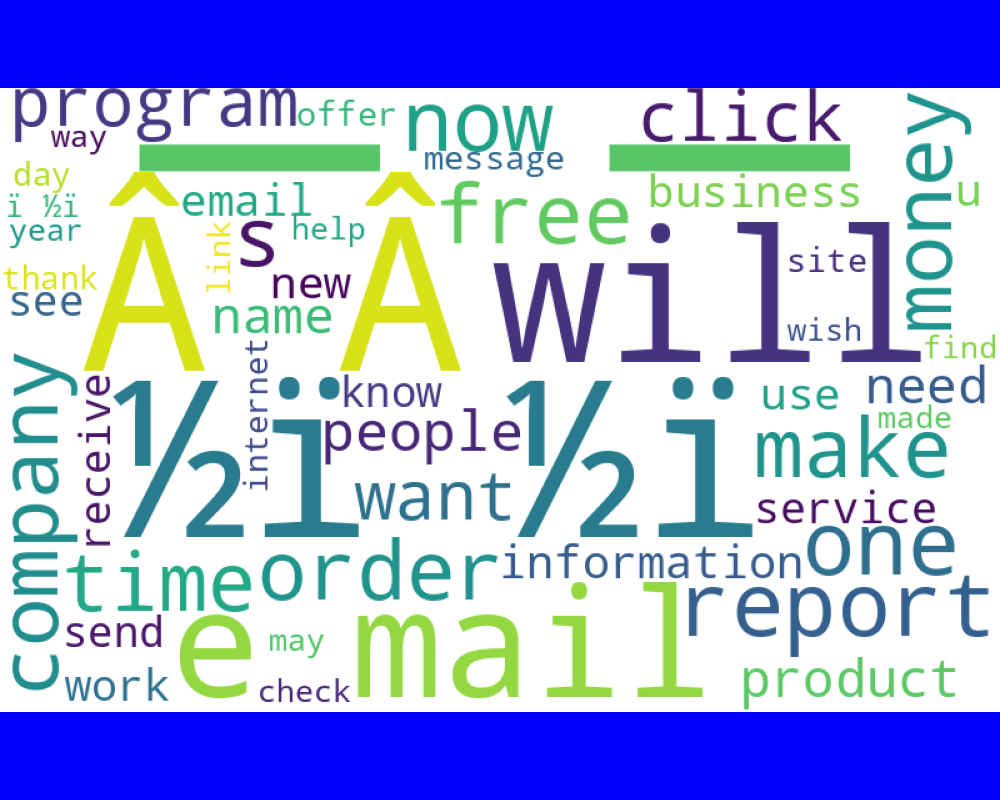 program
offer
now
click
money
way
message
day
email
free
business
u
ï ½ï
year
link
s
help
Â Â
will
site
thank
new
see
name
wish
find
internet
company
receive
know
use
need
made
½ï ½ï
people
make
want
service
one
time
order
information
report
send
e mail
may
work
check
product